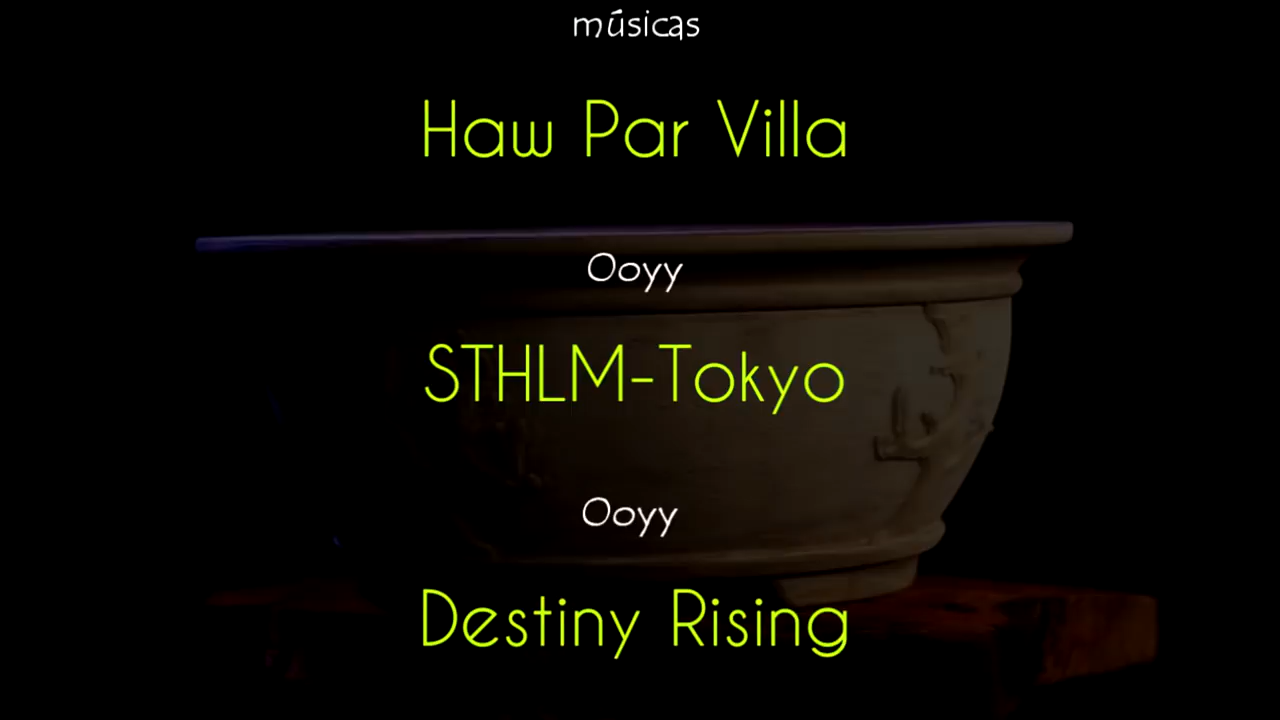 músicas
Haw Par Villa
Ooyy
STHLM-Tokyo
Ooyy
Destiny Rising